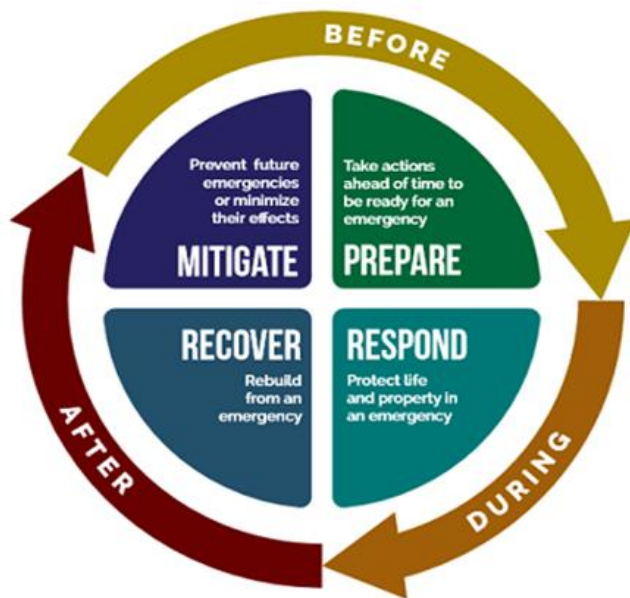 BEFORE
Prevent future
emergencies
or minimize
their effects
MITIGATE
Take actions
ahead of time to
be ready for an
emergency
PREPARE
RECOVER
Rebuild
from an
emergency
RESPOND
Protect life
and property in
an emergency
AFTER
DURING